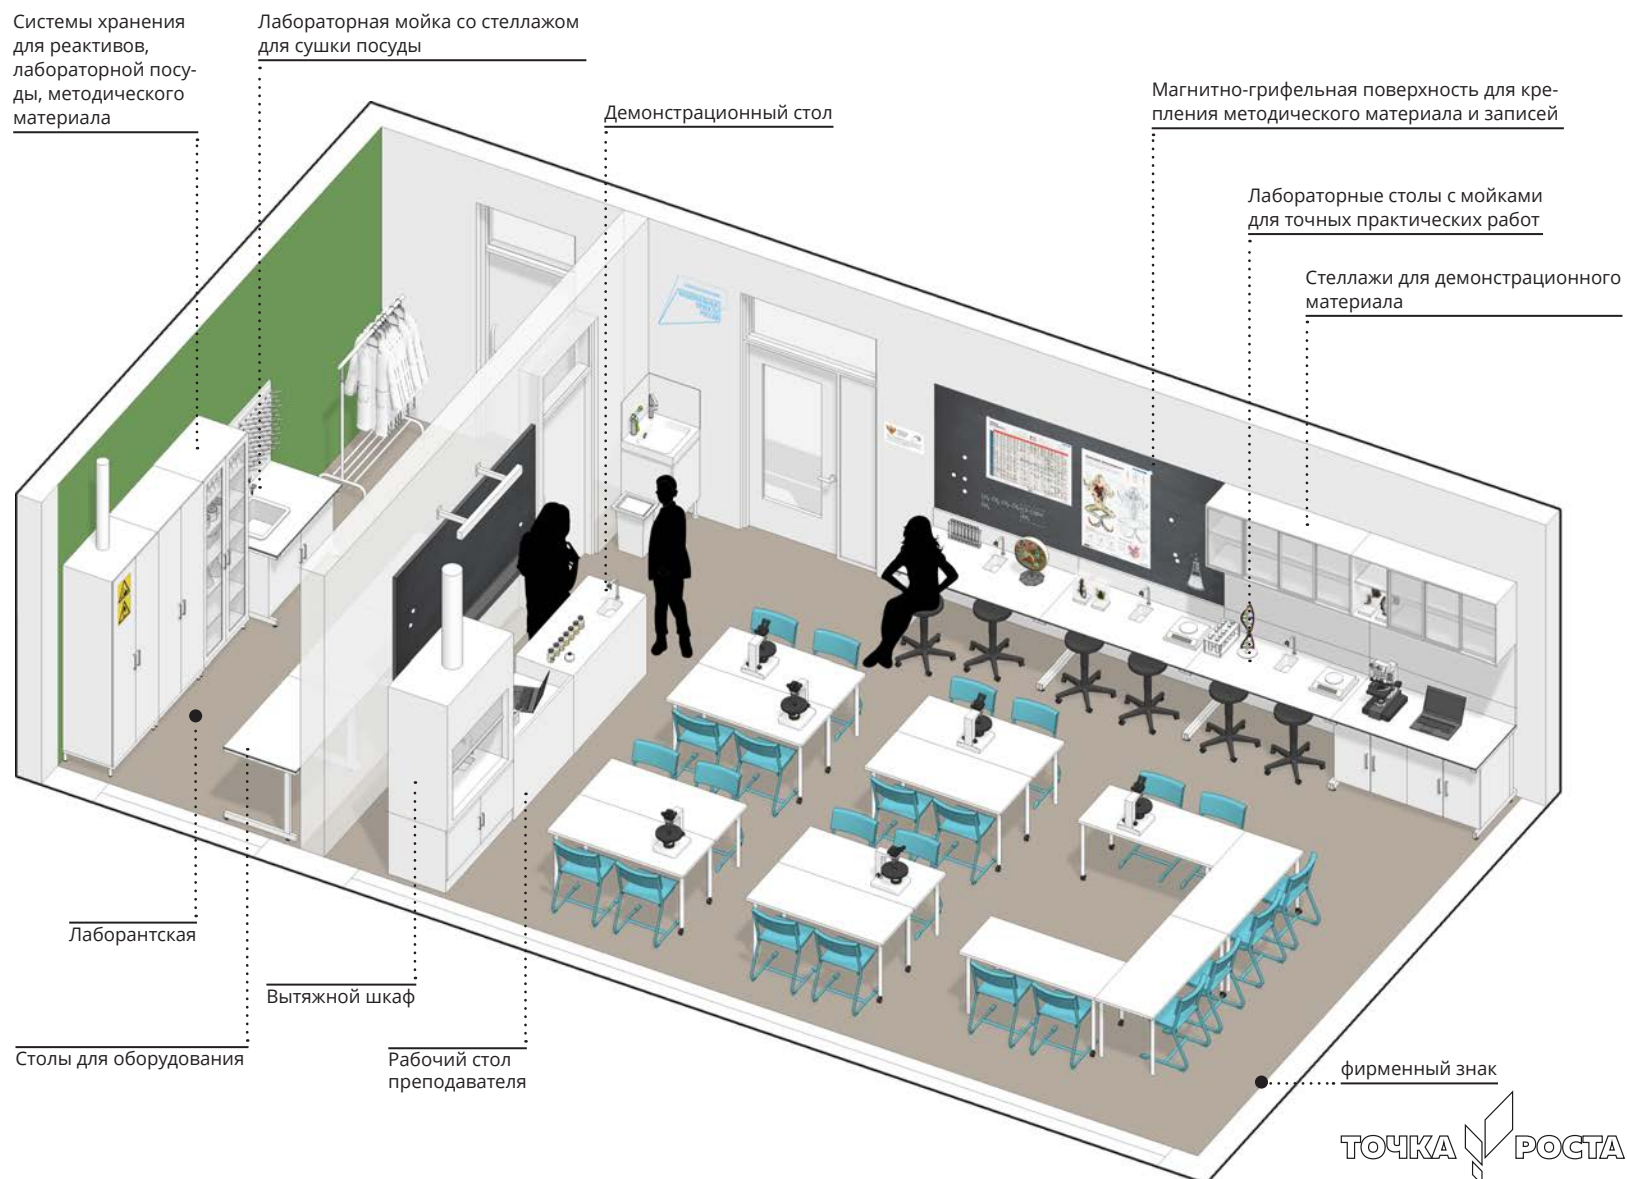 Системы хранения
для реактивов,
лабораторной посу-
ды, методического
материала
Лабораторная мойка со стеллажом
для сушки посуды
Демонстрационный стол
Магнитно-грифельная поверхность для кре-
пления методического материала и записей
Лабораторные столы с мойками
для точных практических работ
Стеллажи для демонстрационного
материала
Лаборантская
Вытяжной шкаф
Столы для оборудования
Рабочий стол
преподавателя
фирменный знак
ТОЧКА РОСТА